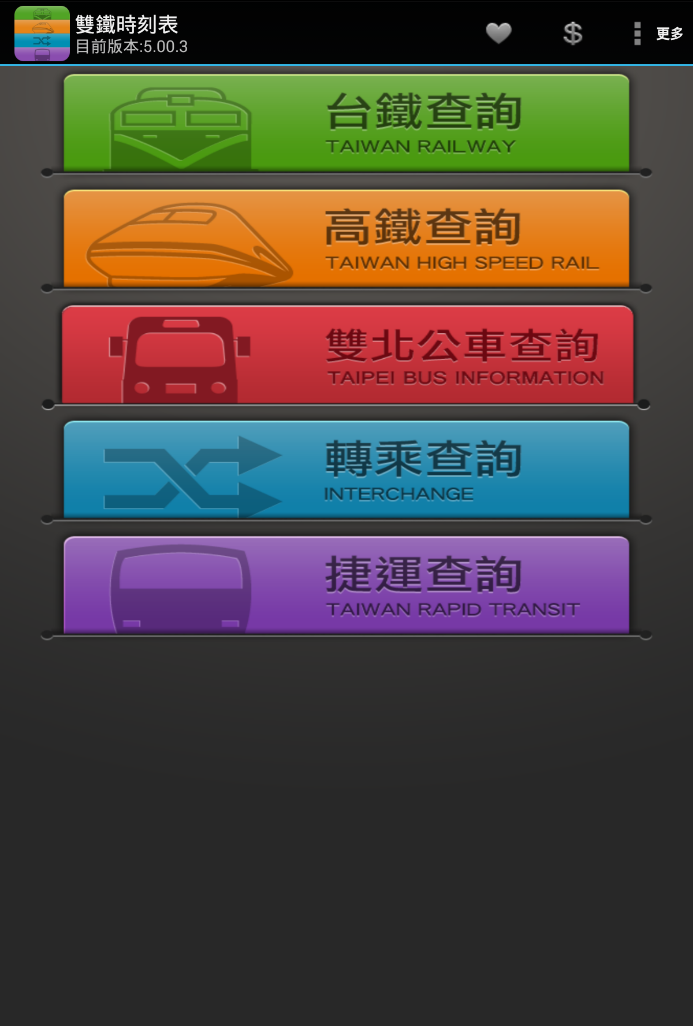 雙鐵時刻表
目前版本:5.00.3
$
更多
台鐵查詢
TAIWAN RAILWAY
高鐵查詢
TAIWAN HIGH SPEED RAIL
雙北公車查詢
TAIPEI BUS INFORMATION
轉乘查詢
INTERCHANGE
捷運查詢
TAIWAN RAPID TRANSIT